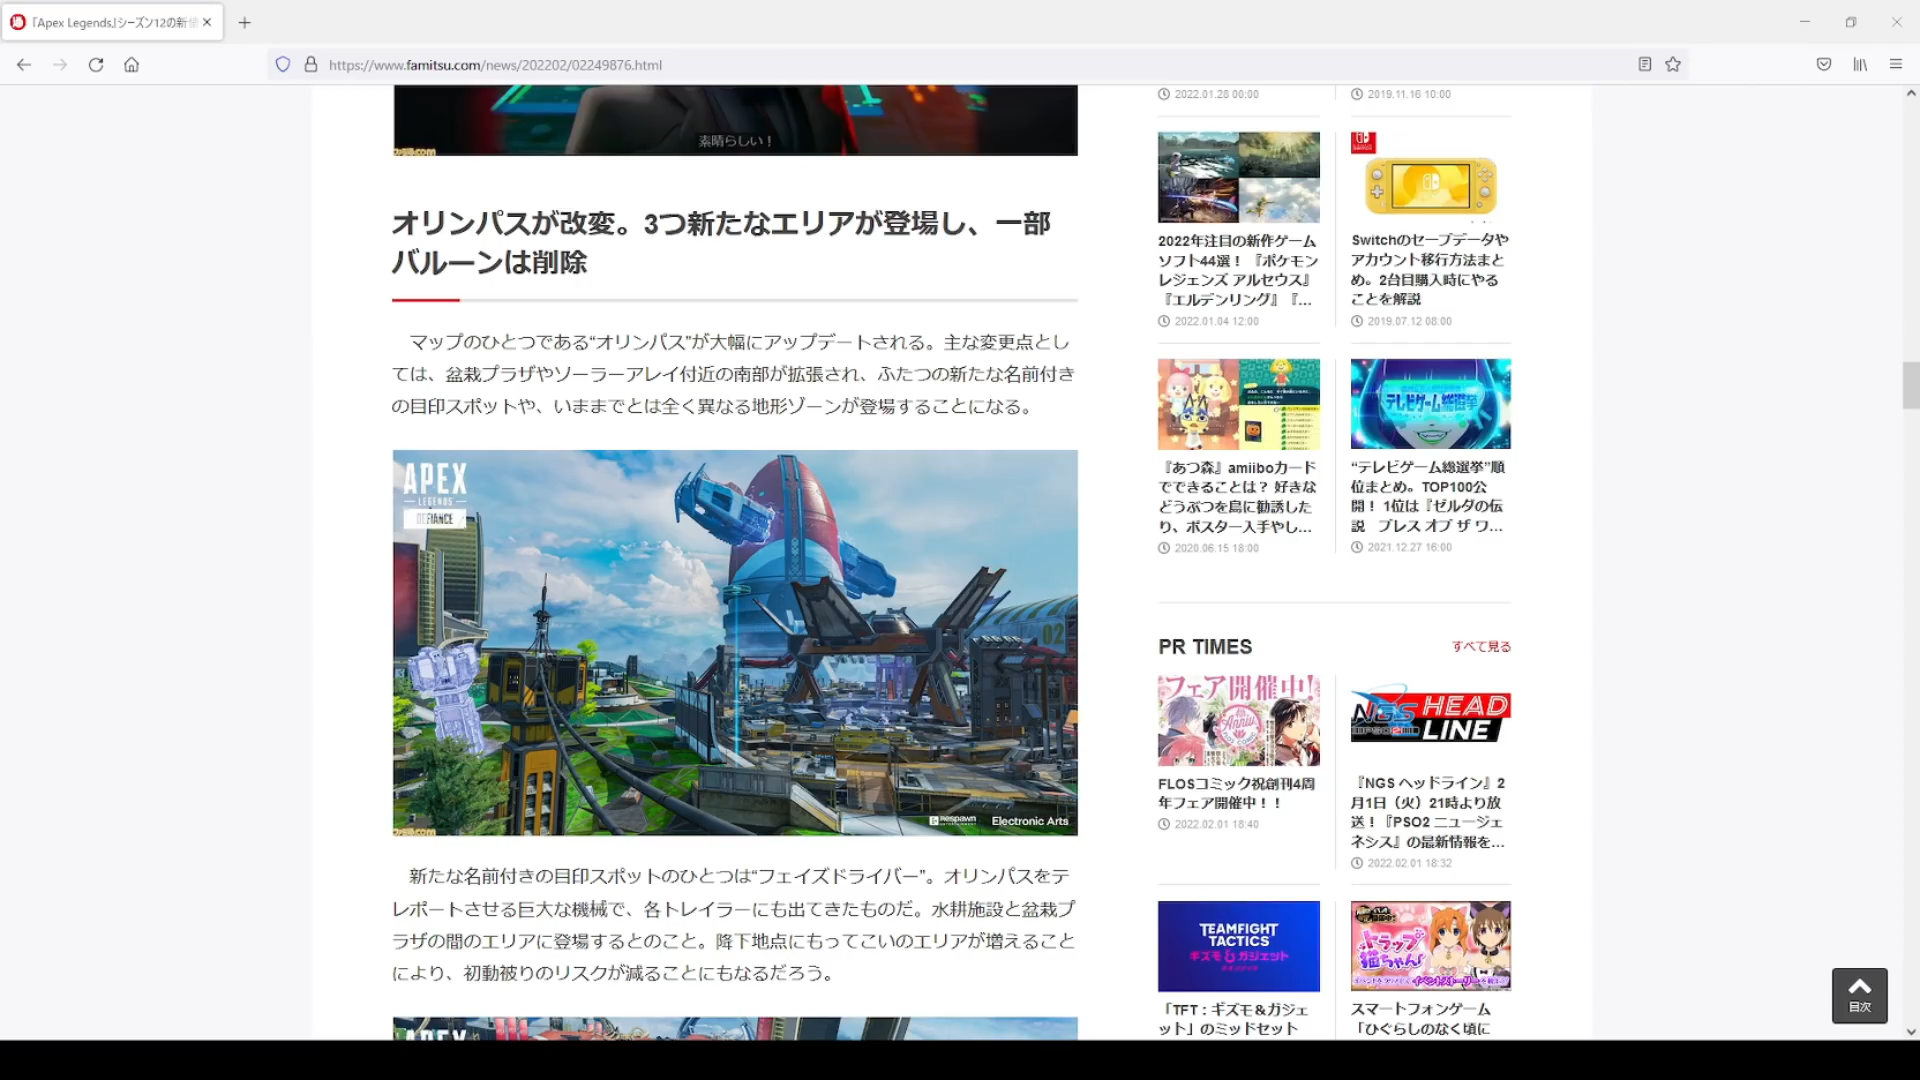 『Apex Legends』シーズン12の新
https://www.famitsu.com/news/202202/02249876.html
素晴らしい！
オリンパスが改変。3つ新たなエリアが登場し、一部
バルーンは削除
マップのひとつである“オリンパス”が大幅にアップデートされる。主な変更点とし
ては、盆栽プラザやソーラーアレイ付近の南部が拡張され、ふたつの新たな名前付き
の目印スポットや、いままでとは全く異なる地形ゾーンが登場することになる。
APEX
LEGENDS
DEFIANCE
02
Respawn
Electronic Arts
新たな名前付きの目印スポットのひとつは“フェイズドライバー”。オリンパスをテ
レポートさせる巨大な機械で、各トレイラーにも出てきたものだ。水耕施設と盆栽プ
ラザの間のエリアに登場するとのこと。降下地点にもってこいのエリアが増えること
により、初動被りのリスクが減ることにもなるだろう。
APEX
2022.01.28 00:00
2019.11.16 10:00
2022年注目の新作ゲーム
ソフト44選！『ポケモン
レジェンズ アルセウス』
『エルデンリング』『...
2022.01.04 12:00
Switchのセーブデータや
アカウント移行方法まと
め。2台目購入時にやる
ことを解説
2019.07.12 08:00
『あつ森』amiiboカード
でできることは？ 好きな
どうぶつを島に勧誘した
り、ポスター入手やし...
2020.06.15 18:00
テレビゲーム総選挙
“テレビゲーム総選挙”順
位まとめ。TOP100公
開！ 1位は『ゼルダの伝
説 ブレス オブ ザ ワ...
2021.12.27 16:00
PR TIMES
すべて見る
フェア開催中!
FLOSコミック祝創刊4周
年フェア開催中！！
2022.02.01 18:40
NGS HEAD
LINE
『NGS ヘッドライン』2
月1日（火）21時より放
送！『PSO2 ニュージェ
ネシス』の最新情報を...
2022.02.01 18:32
TEAMFIGHT
TACTICS
ギズモ&ガジェット
「TFT：ギズモ＆ガジェ
ット」のミッドセット
トラップ
猫ちゃん
スマートフォンゲーム
「ひぐらしのなく頃に
目次